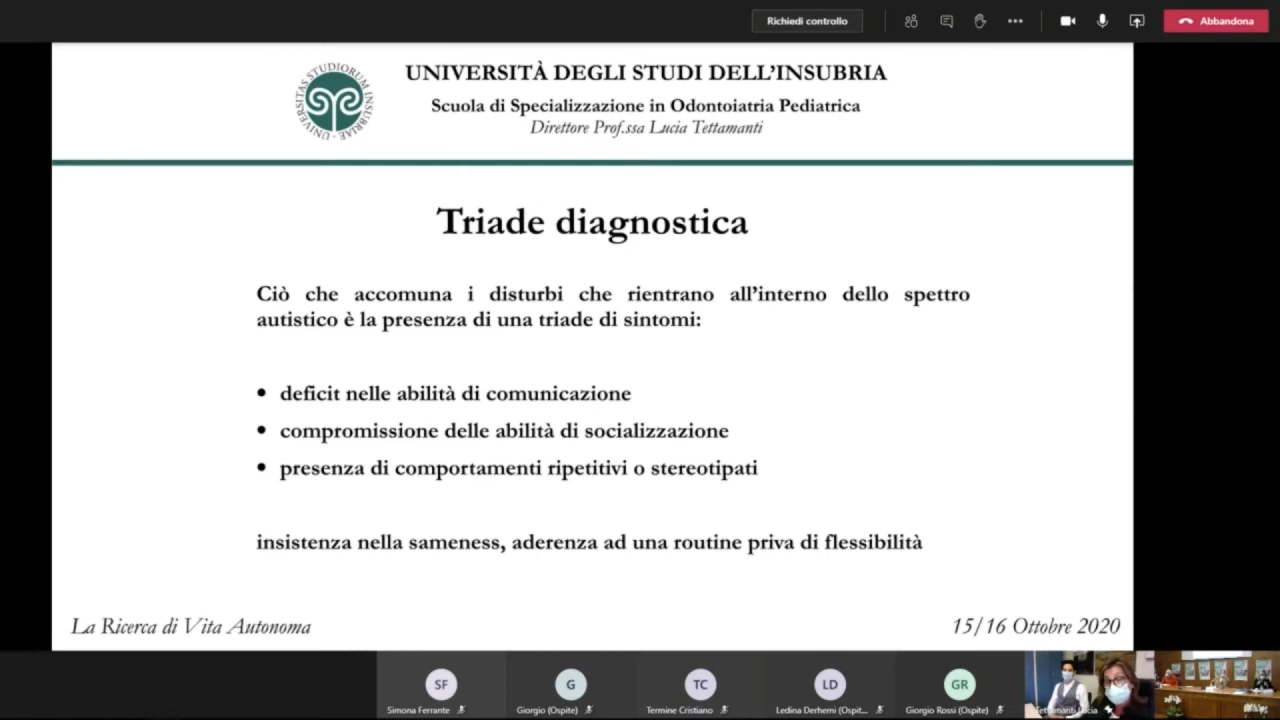 Richiedi controllo
Abbandona
UNIVERSITAS STUDIORUM INSUBRIAE
UNIVERSITÀ DEGLI STUDI DELL'INSUBRIA
Scuola di Specializzazione in Odontoiatria Pediatrica
Direttore Prof.ssa Lucia Tettamanti
Triade diagnostica
Ciò che accomuna i disturbi che rientrano all'interno dello spettro
autistico è la presenza di una triade di sintomi:
• deficit nelle abilità di comunicazione
• compromissione delle abilità di socializzazione
• presenza di comportamenti ripetitivi o stereotipati
insistenza nella sameness, aderenza ad una routine priva di flessibilità
La Ricerca di Vita Autonoma
15/16 Ottobre 2020
SF
G
TC
LD
GR
Simona Ferrante
Giorgio (Ospite)
Termine Cristiano
Ledina Derhemi (Ospit...
Giorgio Rossi (Ospite)
Tettamanti Lucia